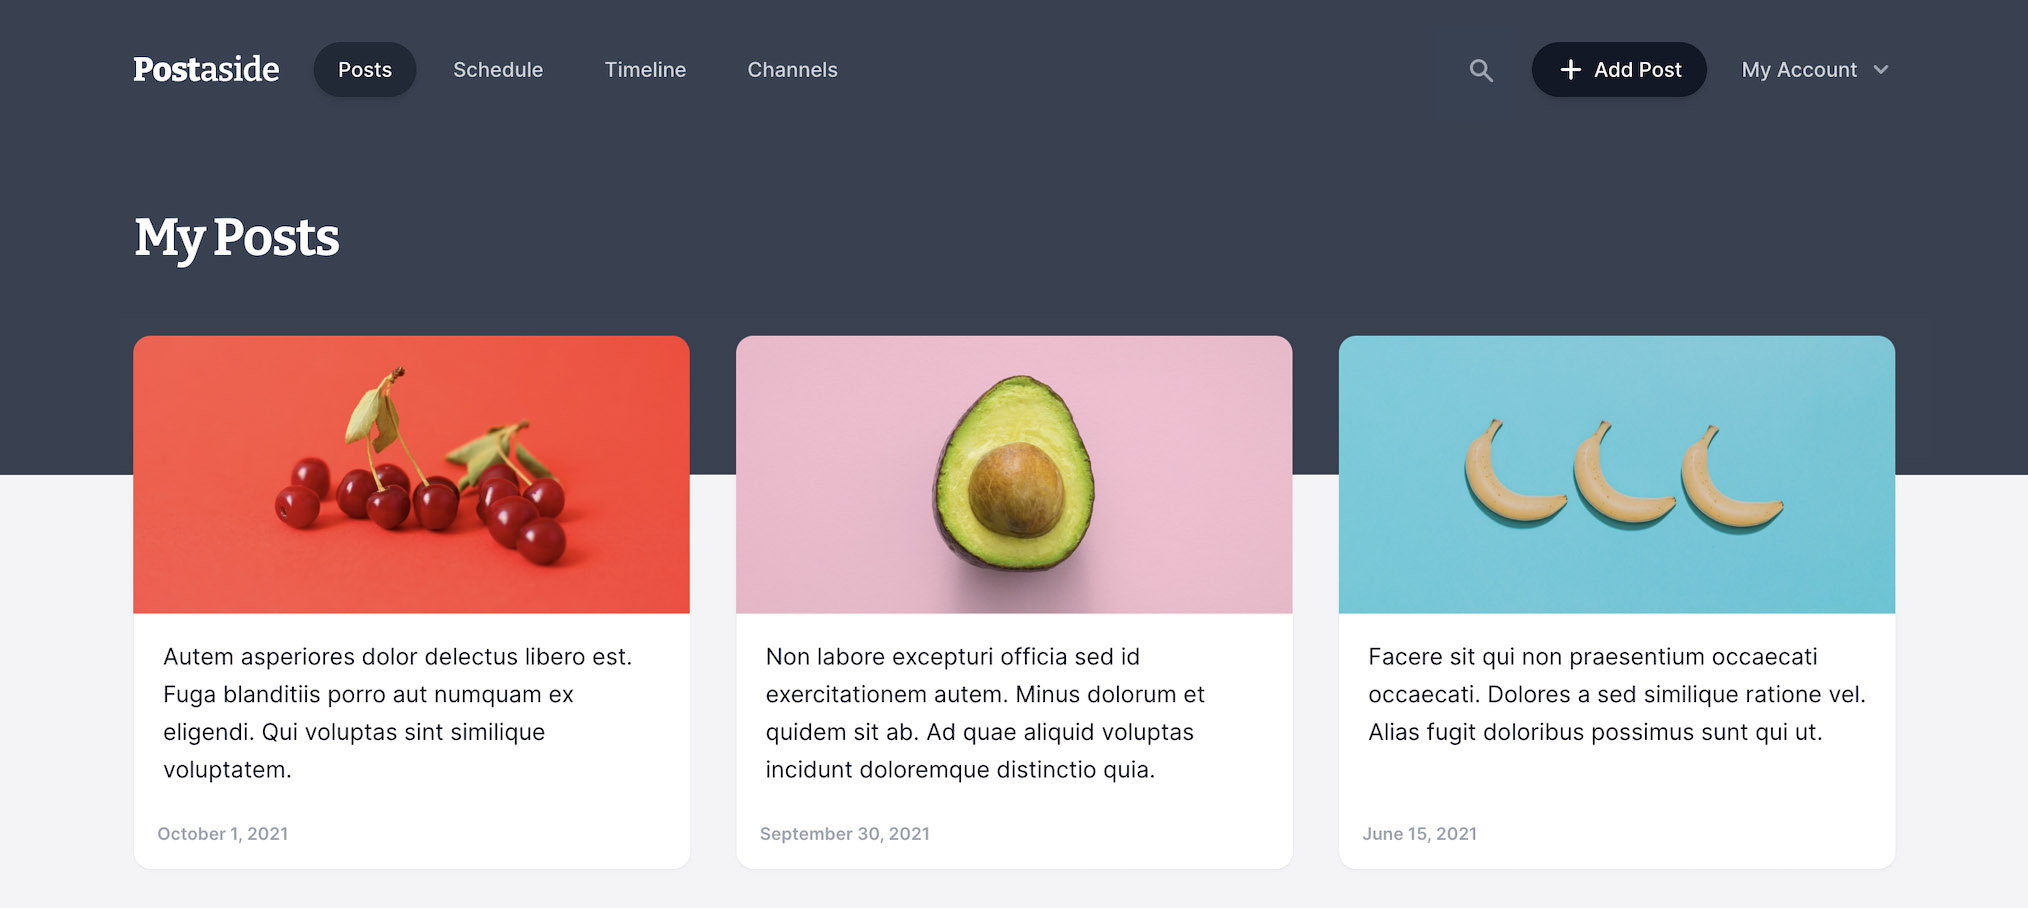 Postaside Posts Schedule Timeline Channels Add Post My Account
My Posts
Autem asperiores dolor delectus libero est.
Fuga blanditiis porro aut numquam ex
eligendi. Qui voluptas sint similique
voluptatem.
October 1, 2021
Non labore excepturi officia sed id
exercitationem autem. Minus dolorum et
quidem sit ab. Ad quae aliquid voluptas
incidunt doloremque distinctio quia.
September 30, 2021
Facere sit qui non praesentium occaecati
occaecati. Dolores a sed similique ratione vel.
Alias fugit doloribus possimus sunt qui ut.
June 15, 2021